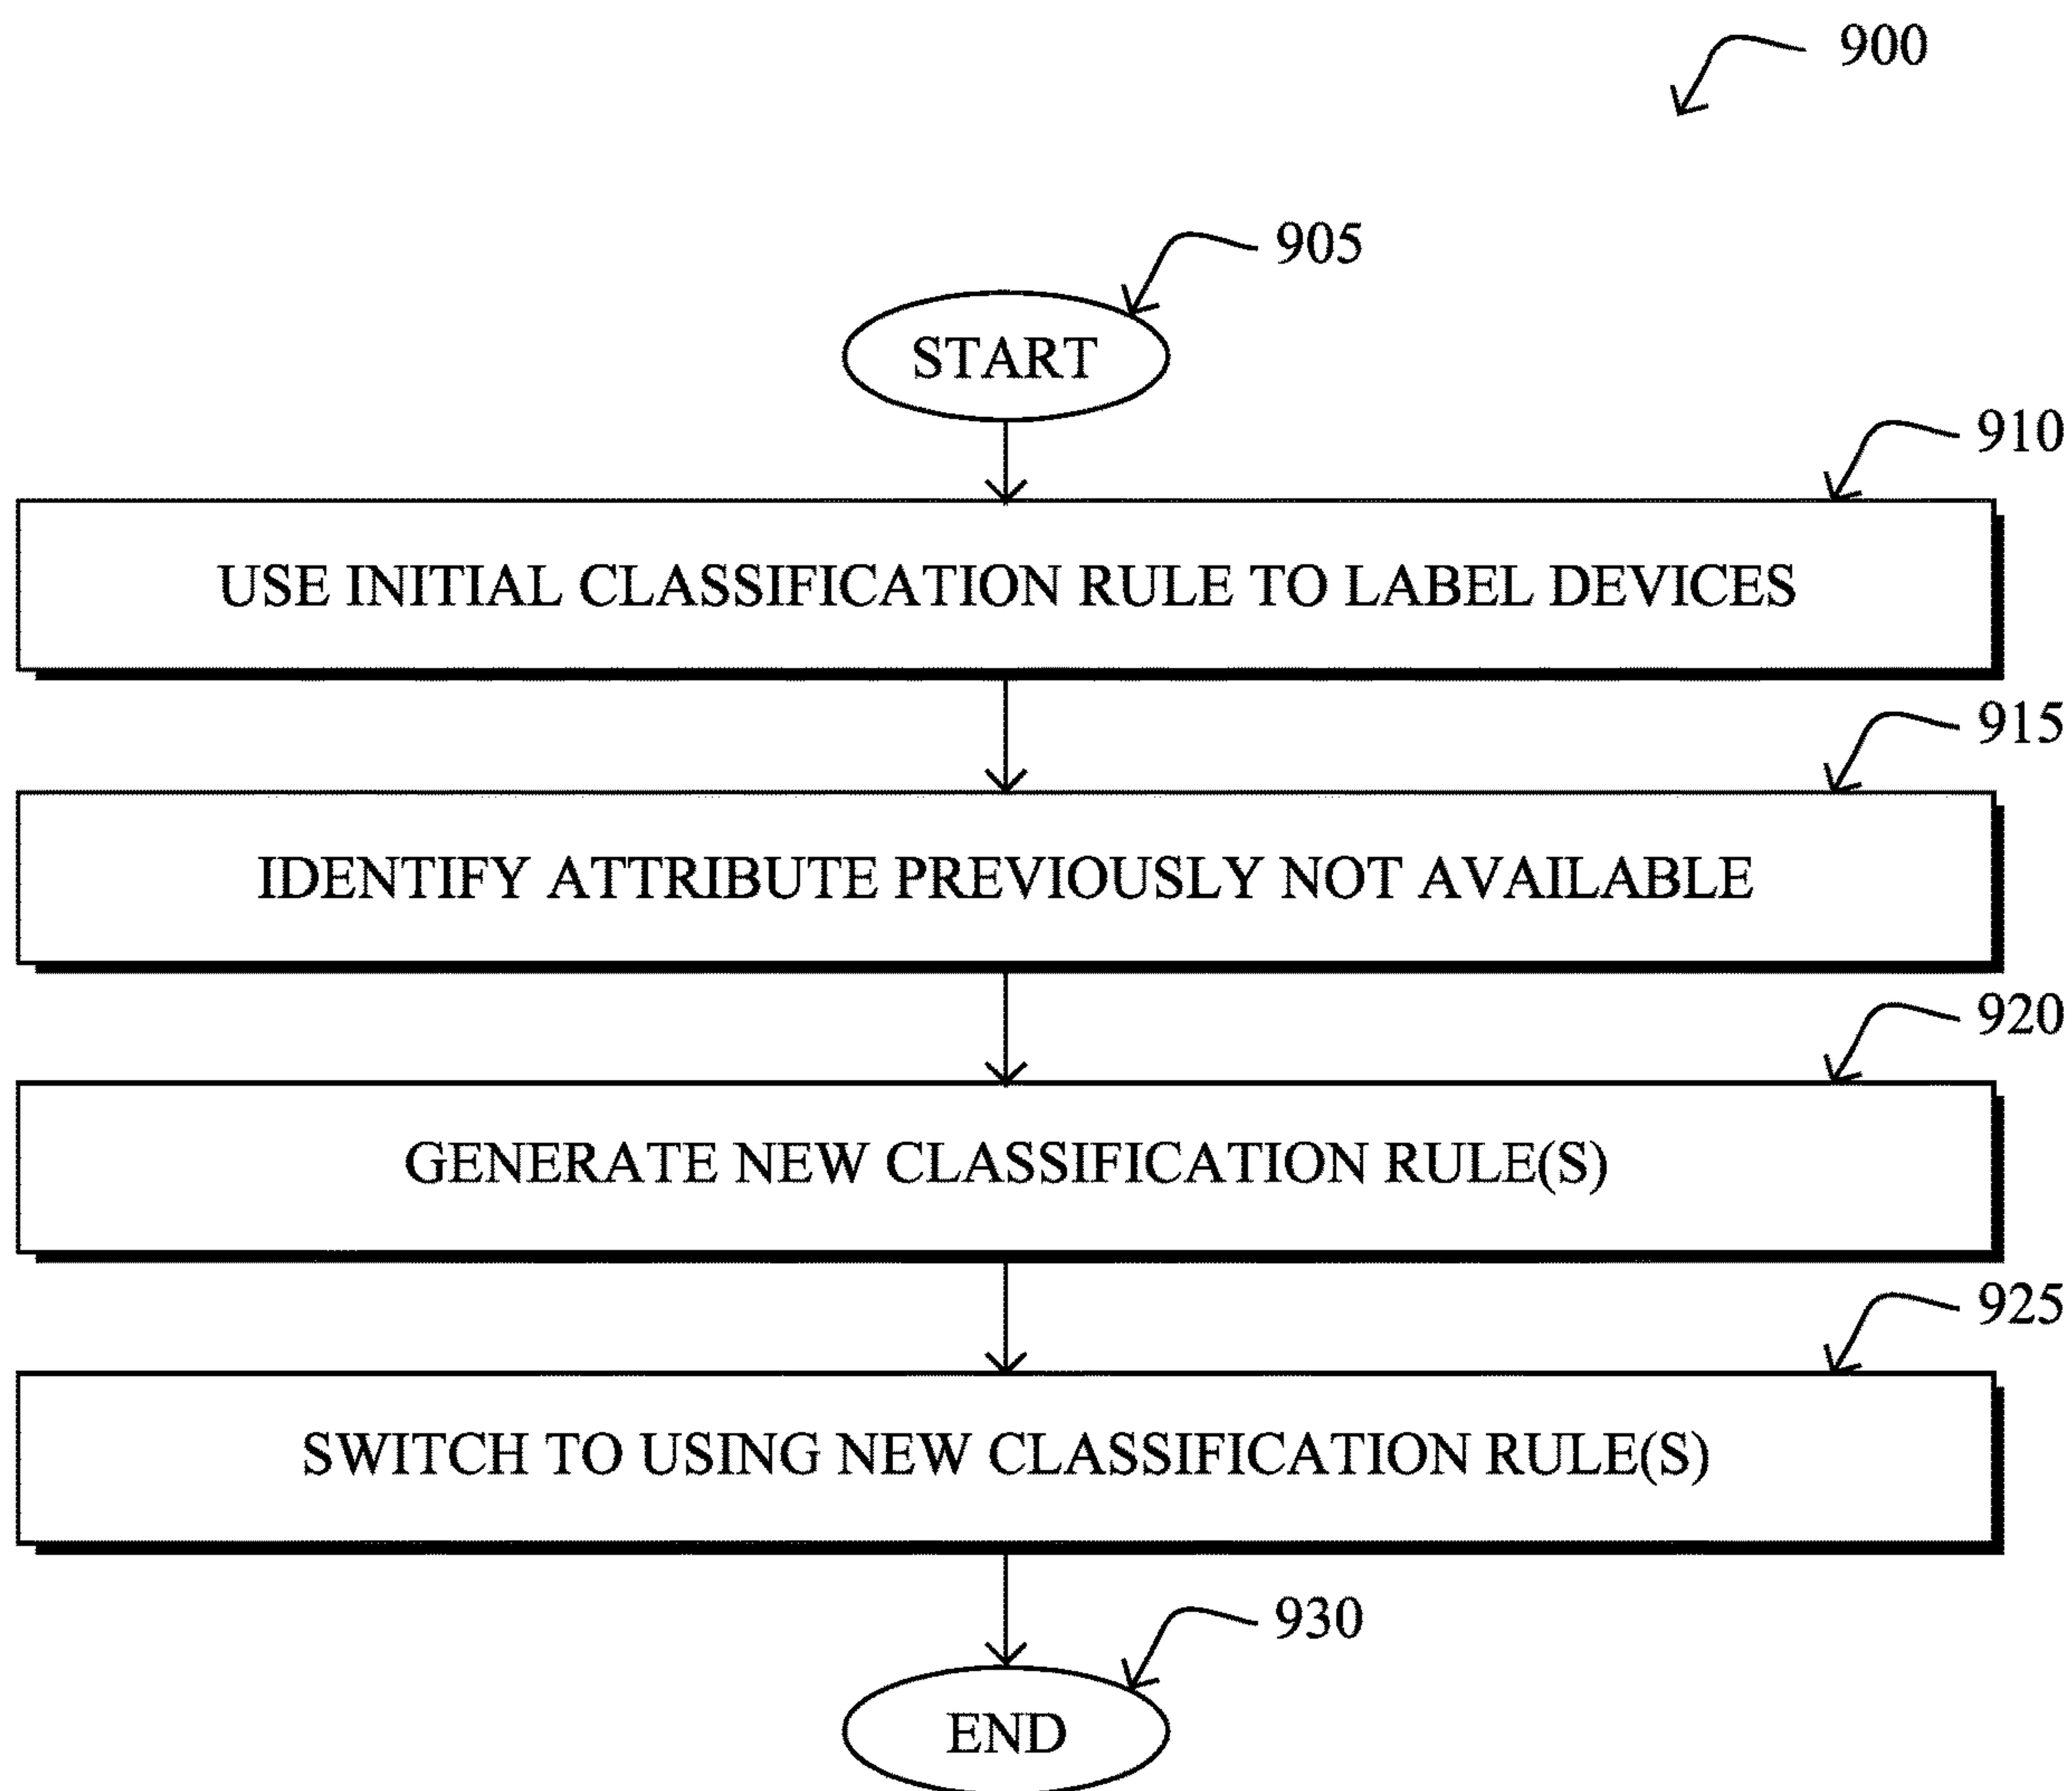 900
905
START
910
USE INITIAL CLASSIFICATION RULE TO LABEL DEVICES
915
IDENTIFY ATTRIBUTE PREVIOUSLY NOT AVAILABLE
920
GENERATE NEW CLASSIFICATION RULE(S)
925
SWITCH TO USING NEW CLASSIFICATION RULE(S)
930
END